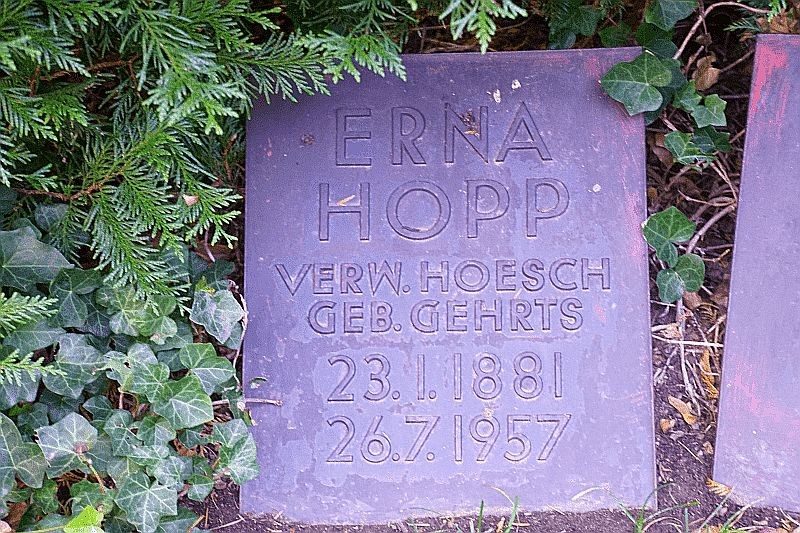 ERNA
HOPP
VERW. HOESCH
GEB. GEHRTS
23.1.1881
26.7.1957